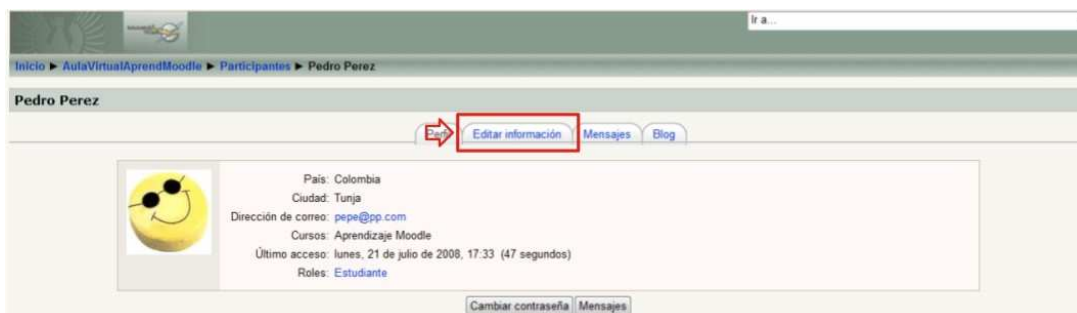 Ir a...
Inicio ► AulaVirtualAprendMoodle ► Participantes ► Pedro Perez
Pedro Perez
Editar información Mensajes Blog
País: Colombia
Ciudad: Tunja
Dirección de correo: pepe@pp.com
Cursos: Aprendizaje Moodle
Último acceso: lunes, 21 de julio de 2008, 17:33 (47 segundos)
Roles: Estudiante
Cambiar contraseña Mensajes